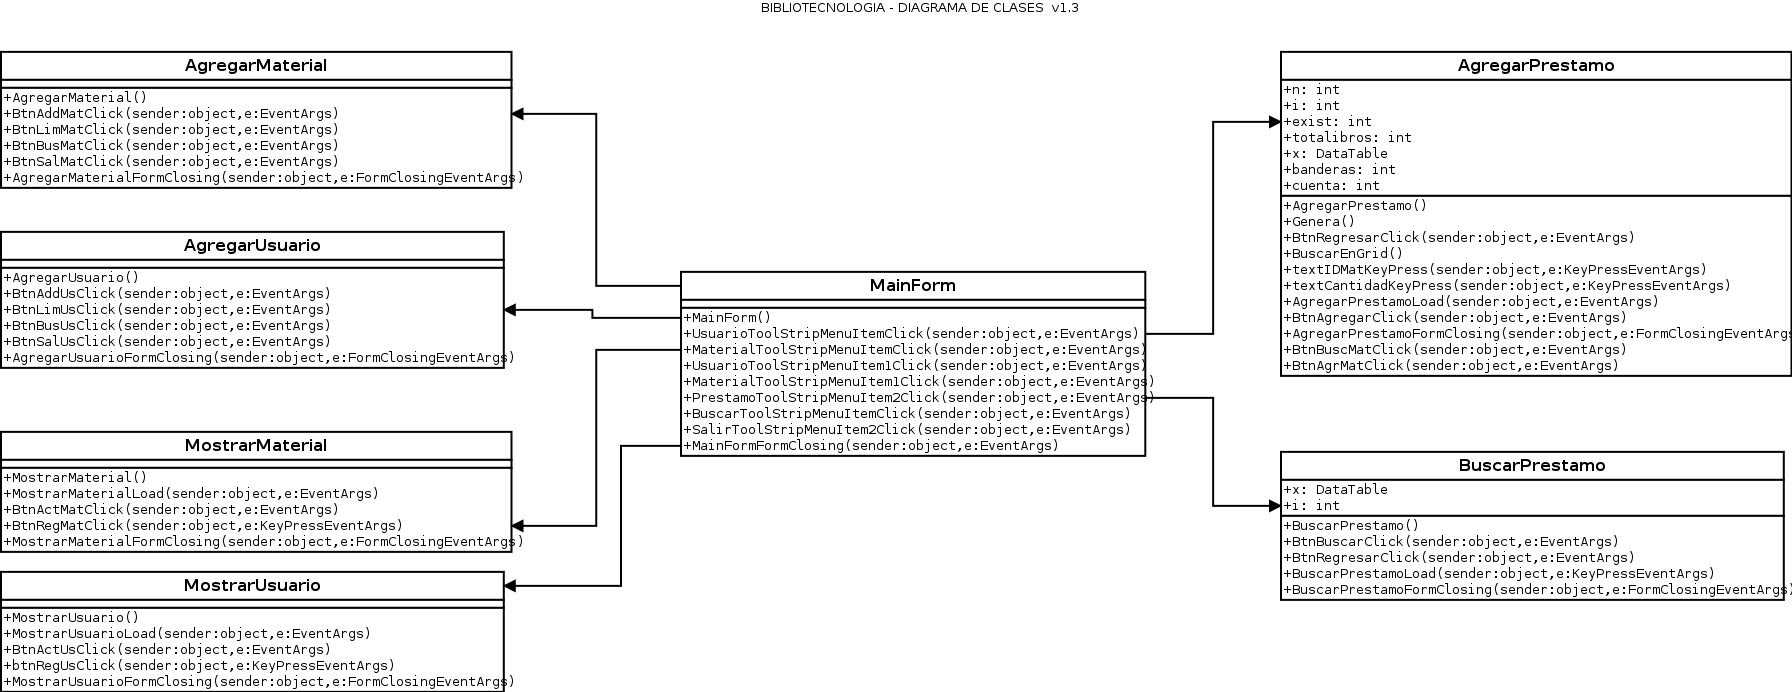 BIBLIOTECNOLOGIA - DIAGRAMA DE CLASES  v1.3
AgregarMaterial
+AgregarMaterial()
+BtnAddMatClick(sender:object,e:EventArgs)
+BtnLimMatClick(sender:object,e:EventArgs)
+BtnBusMatClick(sender:object,e:EventArgs)
+BtnSalMatClick(sender:object,e:EventArgs)
+AgregarMaterialFormClosing(sender:object,e:FormClosingEventArgs)
AgregarUsuario
+AgregarUsuario()
+BtnAddUsClick(sender:object,e:EventArgs)
+BtnLimUsClick(sender:object,e:EventArgs)
+BtnBusUsClick(sender:object,e:EventArgs)
+BtnSalUsClick(sender:object,e:EventArgs)
+AgregarUsuarioFormClosing(sender:object,e:FormClosingEventArgs)
MostrarMaterial
+MostrarMaterial()
+MostrarMaterialLoad(sender:object,e:EventArgs)
+BtnActMatClick(sender:object,e:EventArgs)
+BtnRegMatClick(sender:object,e:KeyPressEventArgs)
+MostrarMaterialFormClosing(sender:object,e:FormClosingEventArgs)
MostrarUsuario
+MostrarUsuario()
+MostrarUsuarioLoad(sender:object,e:EventArgs)
+BtnActUsClick(sender:object,e:EventArgs)
+btnRegUsClick(sender:object,e:KeyPressEventArgs)
+MostrarUsuarioFormClosing(sender:object,e:FormClosingEventArgs)
MainForm
+MainForm()
+UsuarioToolStripMenuItemClick(sender:object,e:EventArgs)
+MaterialToolStripMenuItemClick(sender:object,e:EventArgs)
+UsuarioToolStripMenuItem1Click(sender:object,e:EventArgs)
+MaterialToolStripMenuItem1Click(sender:object,e:EventArgs)
+PrestamoToolStripMenuItem2Click(sender:object,e:EventArgs)
+BuscarToolStripMenuItemClick(sender:object,e:EventArgs)
+SalirToolStripMenuItem2Click(sender:object,e:EventArgs)
+MainFormFormClosing(sender:object,e:EventArgs)
AgregarPrestamo
+n: int
+i: int
+exist: int
+totalibros: int
+x: DataTable
+banderas: int
+cuenta: int
+AgregarPrestamo()
+Genera()
+BtnRegresarClick(sender:object,e:EventArgs)
+BuscarEnGrid()
+textIDMatKeyPress(sender:object,e:KeyPressEventArgs)
+textCantidadKeyPress(sender:object,e:KeyPressEventArgs)
+AgregarPrestamoLoad(sender:object,e:EventArgs)
+BtnAgregarClick(sender:object,e:EventArgs)
+AgregarPrestamoFormClosing(sender:object,e:FormClosingEventArgs
+BtnBuscMatClick(sender:object,e:EventArgs)
+BtnAgrMatClick(sender:object,e:EventArgs)
BuscarPrestamo
+x: DataTable
+i: int
+BuscarPrestamo()
+BtnBuscarClick(sender:object,e:EventArgs)
+BtnRegresarClick(sender:object,e:EventArgs)
+BuscarPrestamoLoad(sender:object,e:KeyPressEventArgs)
+BuscarPrestamoFormClosing(sender:object,e:FormClosingEventArgs)